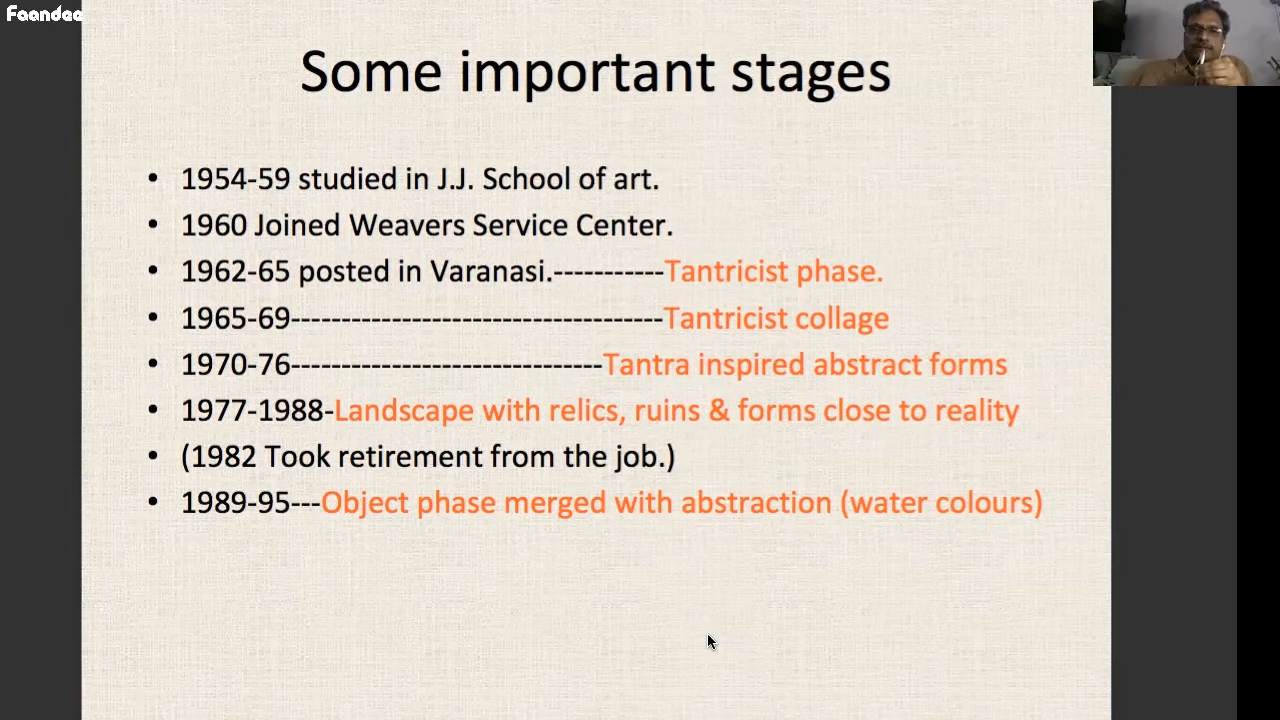 Faandee
Some important stages
• 1954-59 studied in J.J. School of art.
• 1960 Joined Weavers Service Center.
• 1962-65 posted in Varanasi.-----------Tantricist phase.
• 1965-69-------------------------------------Tantricist collage
• 1970-76-------------------------------Tantra inspired abstract forms
• 1977-1988-Landscape with relics, ruins & forms close to reality
• (1982 Took retirement from the job.)
• 1989-95---Object phase merged with abstraction (water colours)